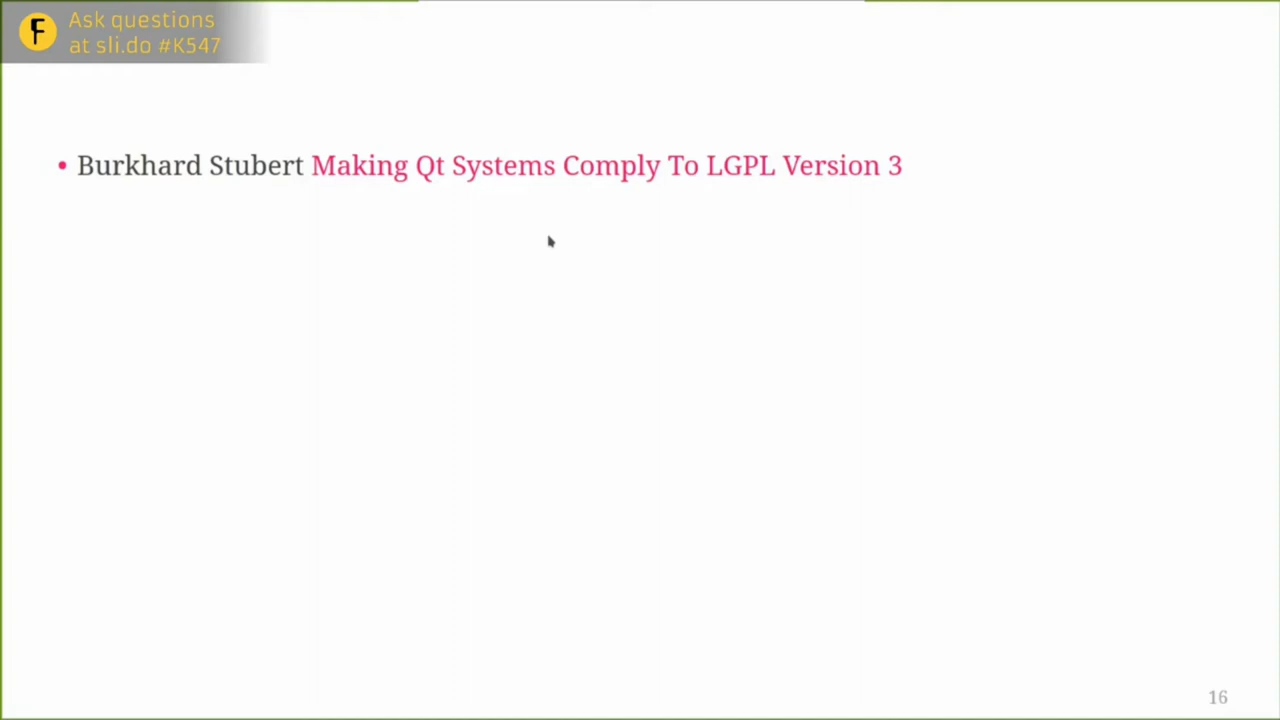 F
Ask questions
at sli.do #K547
• Burkhard Stubert Making Qt Systems Comply To LGPL Version 3
16